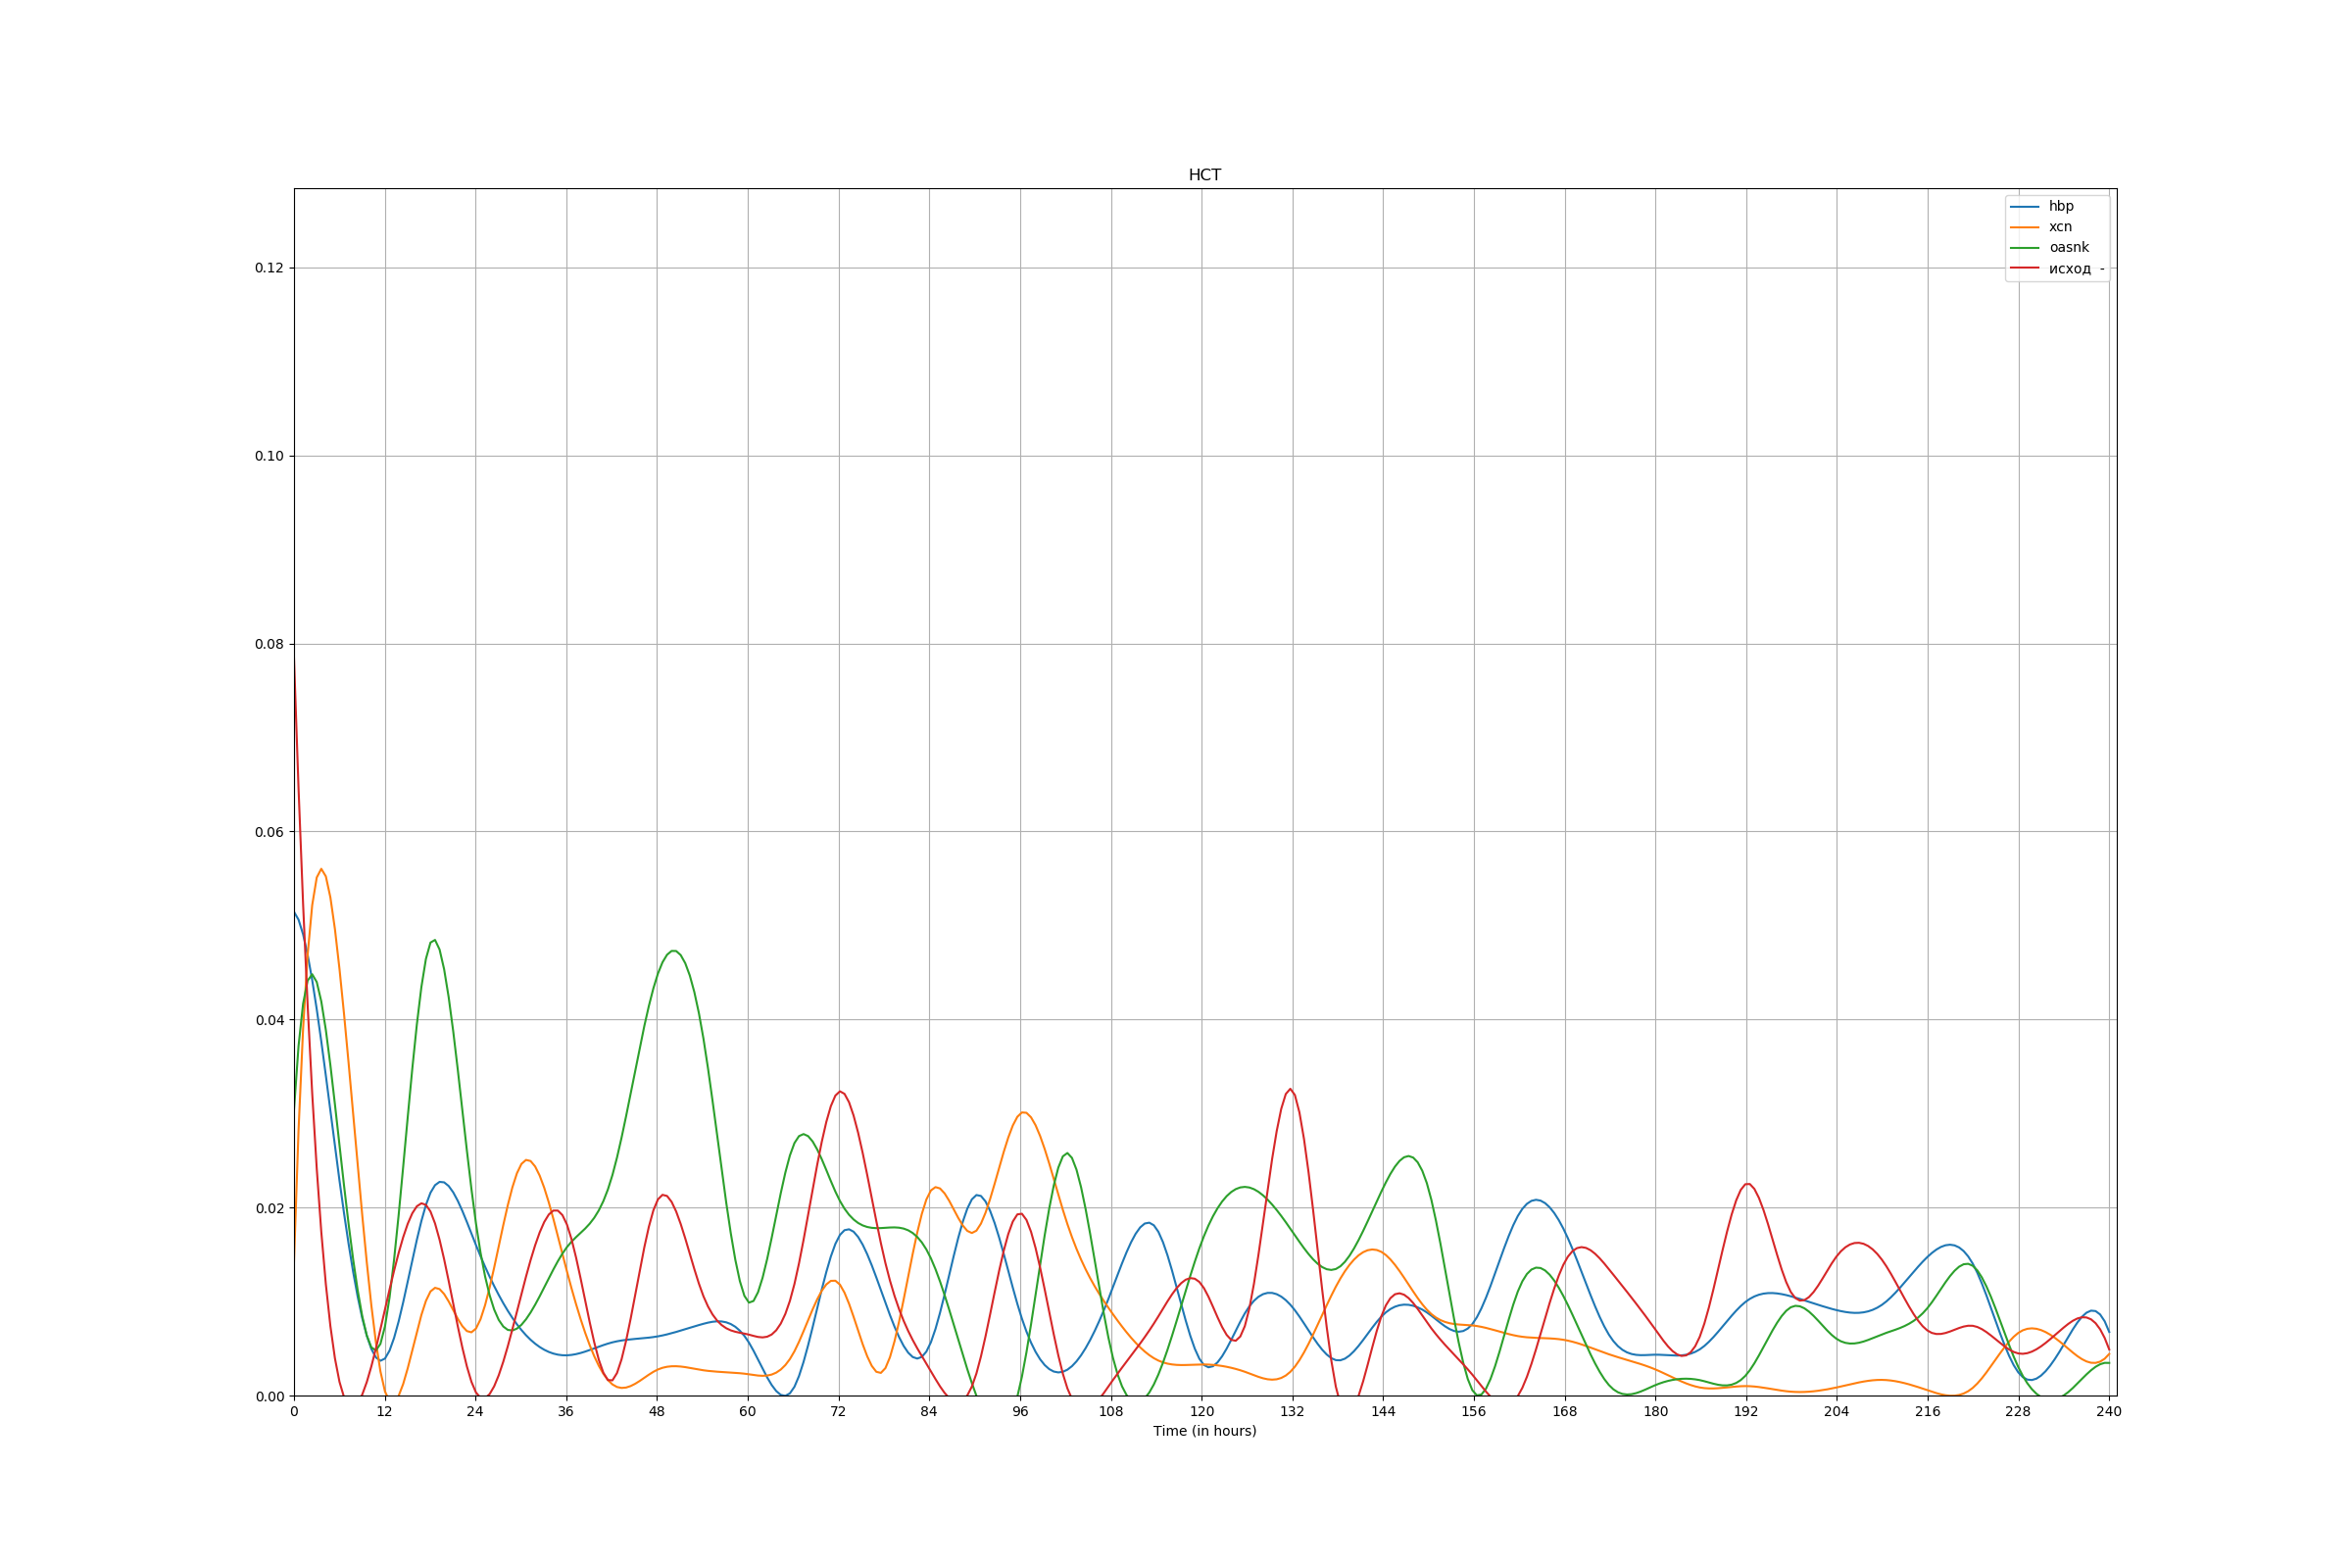 HCT
hbp
xcn
oasnk
исход -
0.12
0.10
0.08
0.06
0.04
0.02
0.00
0 12 24 36 48 60 72 84 96 108 120 132 144 156 168 180 192 204 216 228 240
Time (in hours)